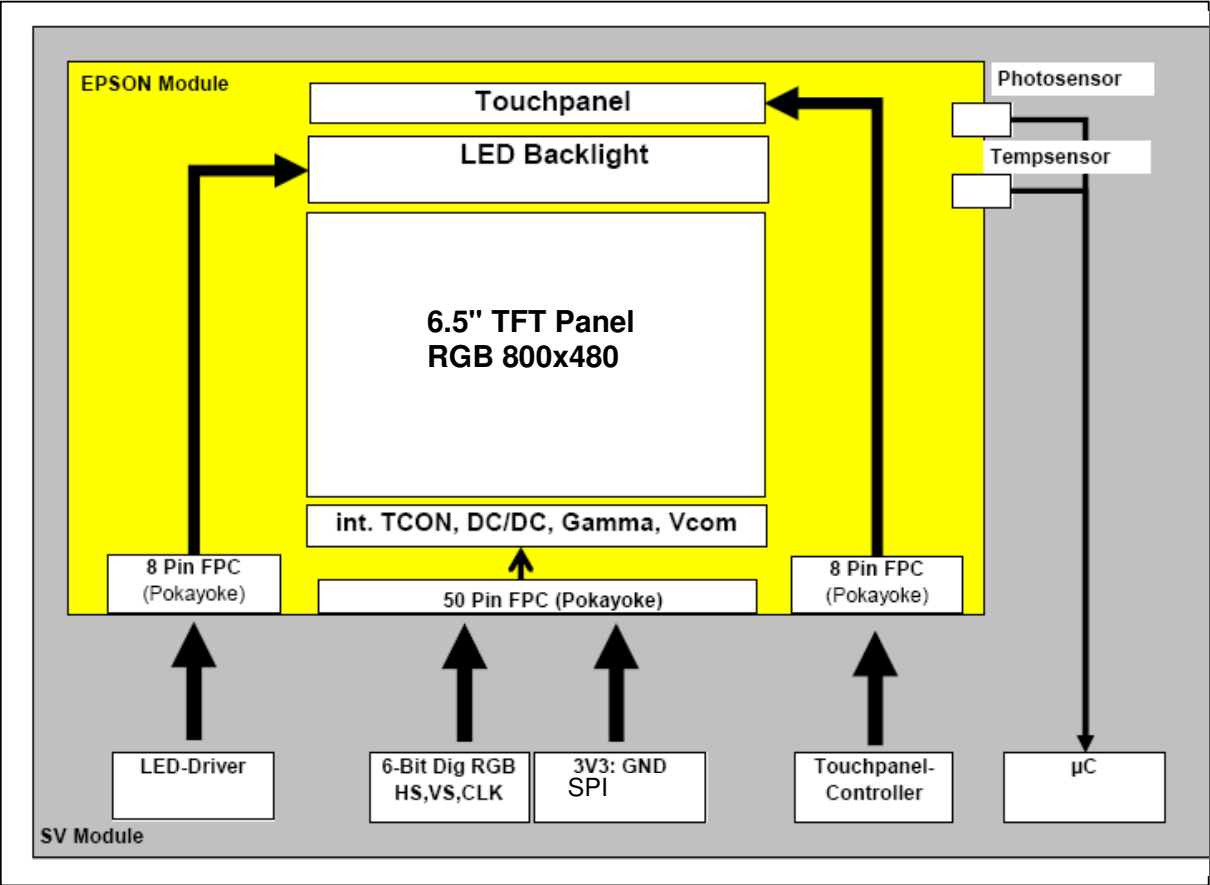 EPSON Module
Photosensor
Touchpanel
LED Backlight
Tempsensor
6.5" TFT Panel
RGB 800x480
int. TCON, DC/DC, Gamma, Vcom
8 Pin FPC
(Pokayoke)
50 Pin FPC (Pokayoke)
8 Pin FPC
(Pokayoke)
LED-Driver
6-Bit Dig RGB
HS,VS,CLK
3V3: GND
SPI
Touchpanel-
Controller
µC
SV Module